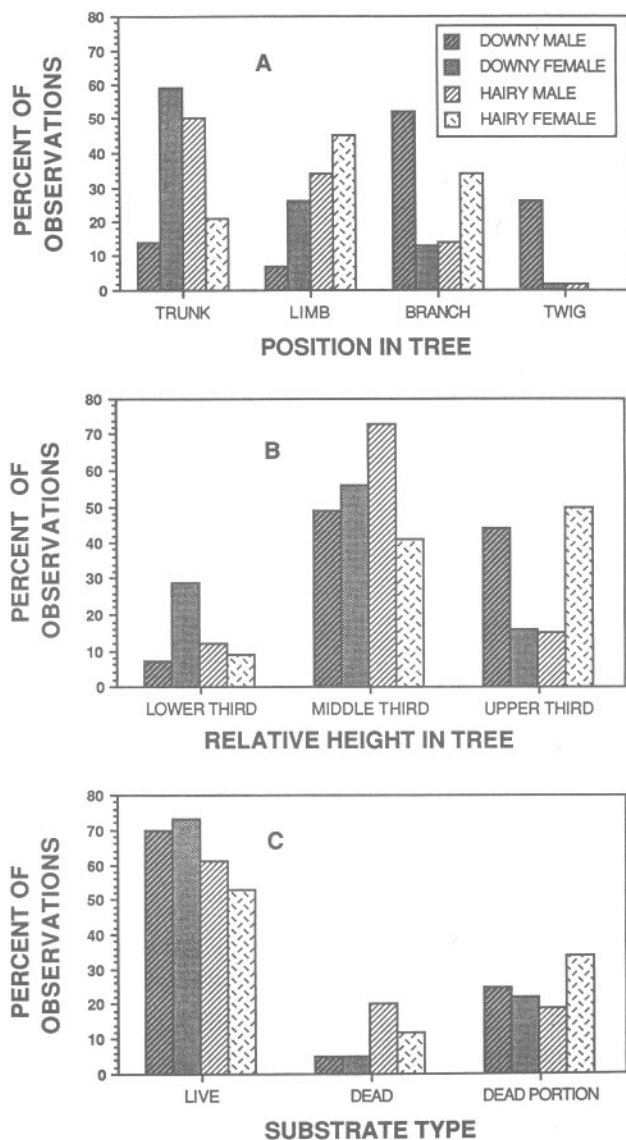 80
70
60
50
40
30
20
10
0
PERCENT OF
OBSERVATIONS
A
DOWNY MALE
DOWNY FEMALE
HAIRY MALE
HAIRY FEMALE
TRUNK LIMB BRANCH TWIG
POSITION IN TREE
80
70
60
50
40
30
20
10
0
PERCENT OF
OBSERVATIONS
B
LOWER THIRD MIDDLE THIRD UPPER THIRD
RELATIVE HEIGHT IN TREE
80
70
60
50
40
30
20
10
0
PERCENT OF
OBSERVATIONS
C
LIVE DEAD DEAD PORTION
SUBSTRATE TYPE